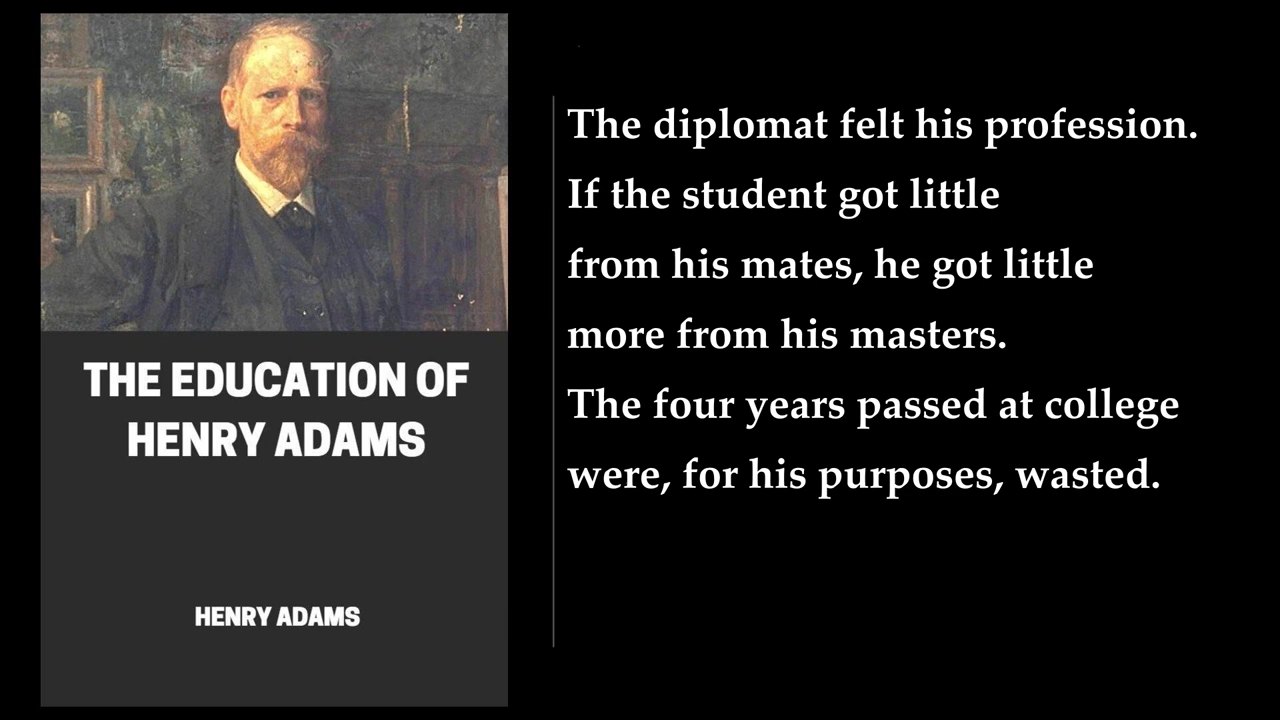 THE EDUCATION OF
HENRY ADAMS
HENRY ADAMS
The diplomat felt his profession.
If the student got little
from his mates, he got little
more from his masters.
The four years passed at college
were, for his purposes, wasted.